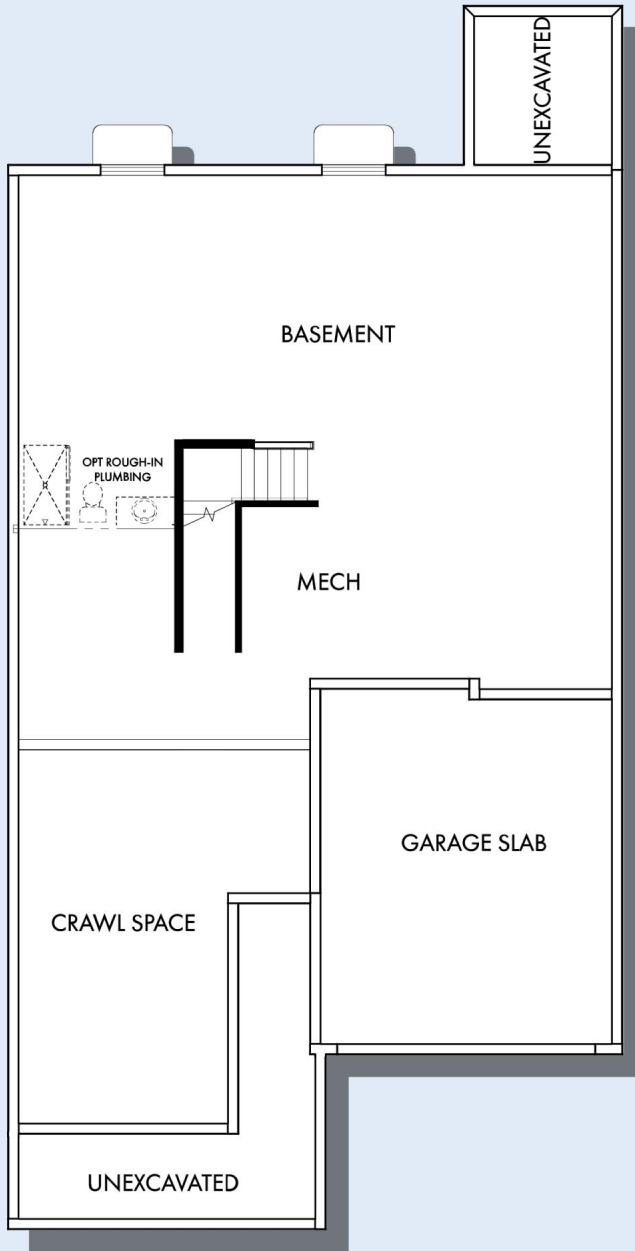 UNEXCAVATED
BASEMENT
OPT ROUGH-IN
PLUMBING
MECH
GARAGE SLAB
CRAWL SPACE
UNEXCAVATED